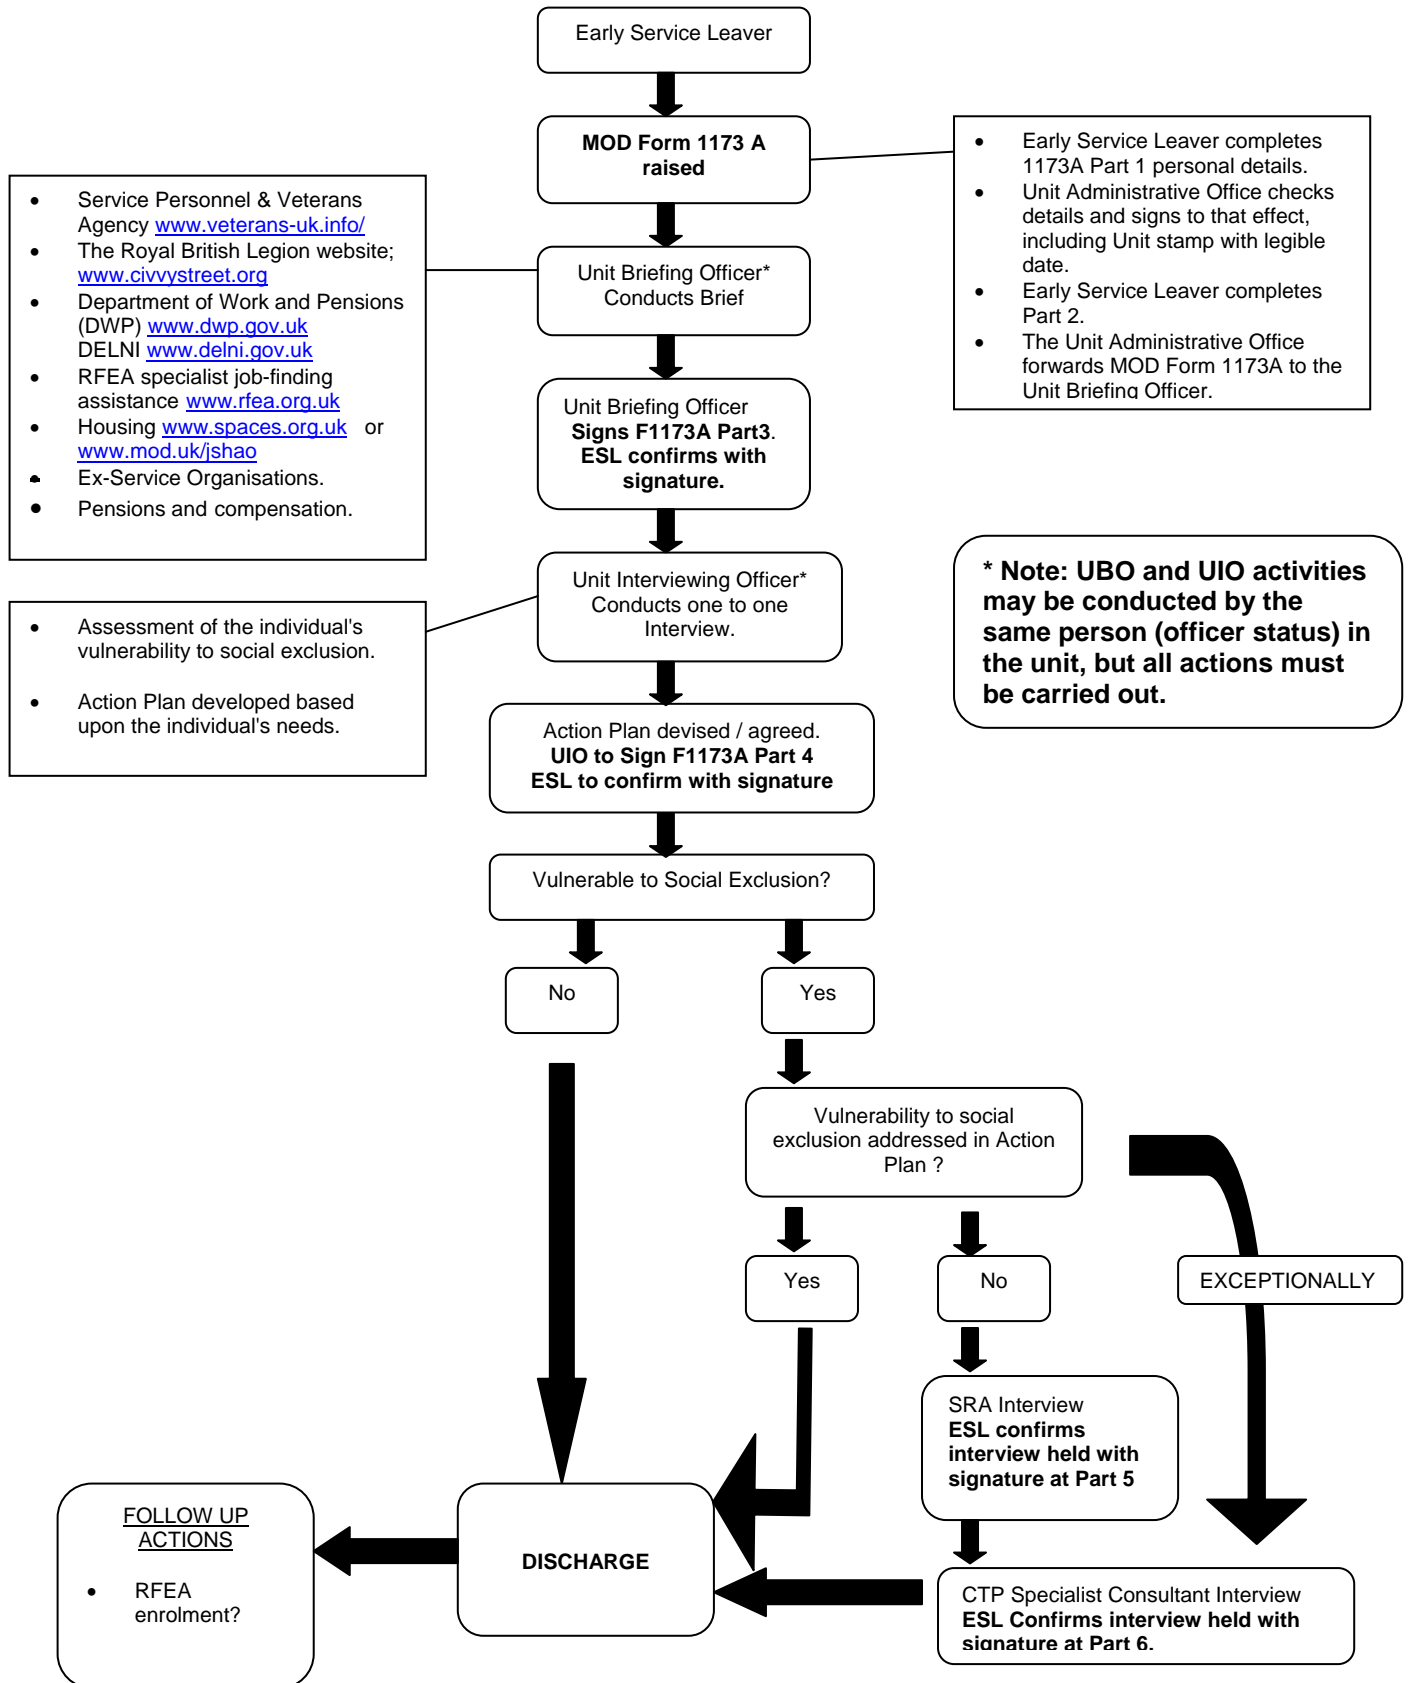 Early Service Leaver
MOD Form 1173 A
raised
• Early Service Leaver completes
1173A Part 1 personal details.
• Unit Administrative Office checks
details and signs to that effect,
including Unit stamp with legible
date.
• Early Service Leaver completes
Part 2.
• The Unit Administrative Office
forwards MOD Form 1173A to the
Unit Briefing Officer.
• Service Personnel & Veterans
Agency www.veterans-uk.info/
• The Royal British Legion website;
www.civvystreet.org
• Department of Work and Pensions
(DWP) www.dwp.gov.uk
DELNI www.delni.gov.uk
• RFEA specialist job-finding
assistance www.rfea.org.uk
• Housing www.spaces.org.uk or
www.mod.uk/jshao
• Ex-Service Organisations.
• Pensions and compensation.
Unit Briefing Officer*
Conducts Brief
Unit Briefing Officer
Signs F1173A Part3.
ESL confirms with
signature.
Unit Interviewing Officer*
Conducts one to one
Interview.
* Note: UBO and UIO activities
may be conducted by the
same person (officer status) in
the unit, but all actions must
be carried out.
• Assessment of the individual's
vulnerability to social exclusion.
• Action Plan developed based
upon the individual's needs.
Action Plan devised / agreed.
UIO to Sign F1173A Part 4
ESL to confirm with signature
Vulnerable to Social Exclusion?
No
Yes
Vulnerability to social
exclusion addressed in Action
Plan ?
Yes
No
EXCEPTIONALLY
SRA Interview
ESL confirms
interview held with
signature at Part 5
CTP Specialist Consultant Interview
ESL Confirms interview held with
signature at Part 6.
DISCHARGE
FOLLOW UP
ACTIONS
• RFEA
enrolment?